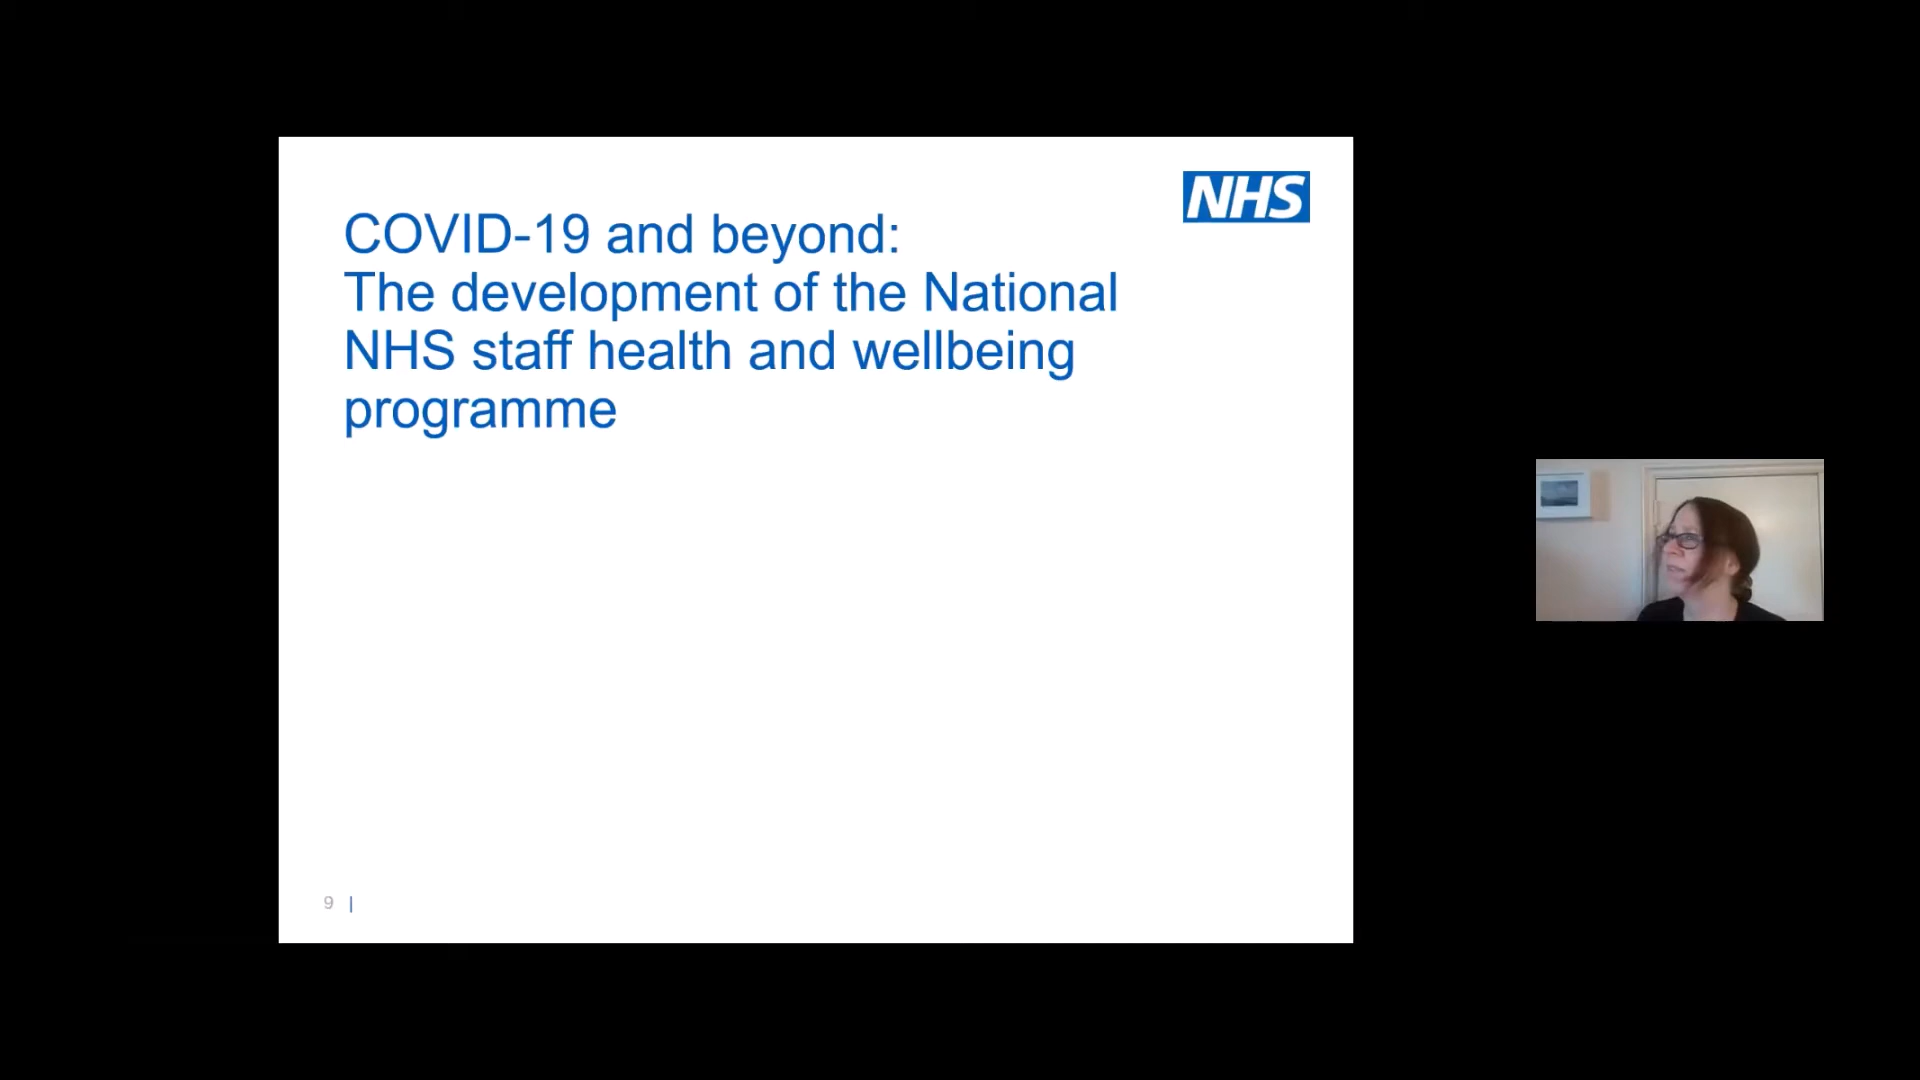 NHS
COVID-19 and beyond:
The development of the National
NHS staff health and wellbeing
programme
9 |